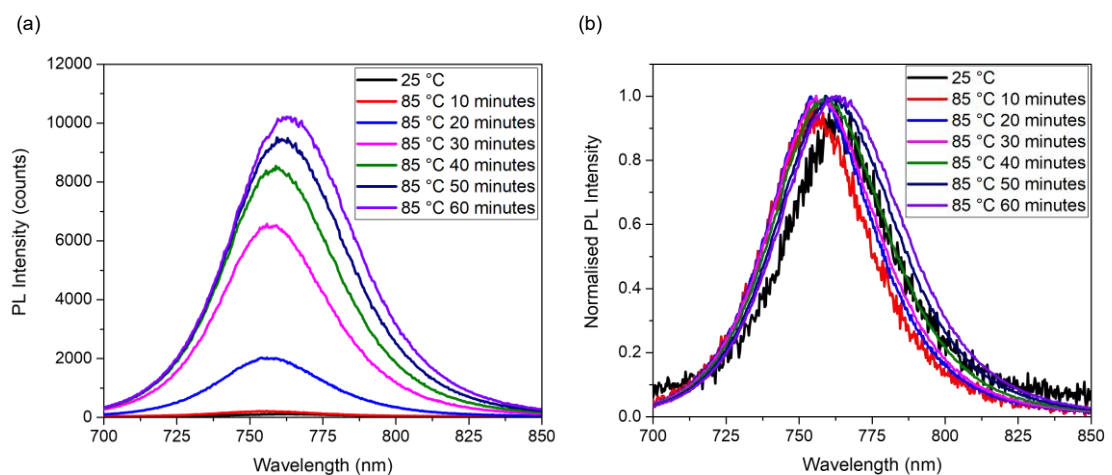 (a)
(b)
12000
10000
8000
6000
4000
2000
0
PL Intensity (counts)
25 °C
85 °C 10 minutes
85 °C 20 minutes
85 °C 30 minutes
85 °C 40 minutes
85 °C 50 minutes
85 °C 60 minutes
700
725
750
775
800
825
850
Wavelength (nm)
1.0
0.8
0.6
0.4
0.2
0.0
Normalised PL Intensity
25 °C
85 °C 10 minutes
85 °C 20 minutes
85 °C 30 minutes
85 °C 40 minutes
85 °C 50 minutes
85 °C 60 minutes
700
725
750
775
800
825
850
Wavelength (nm)